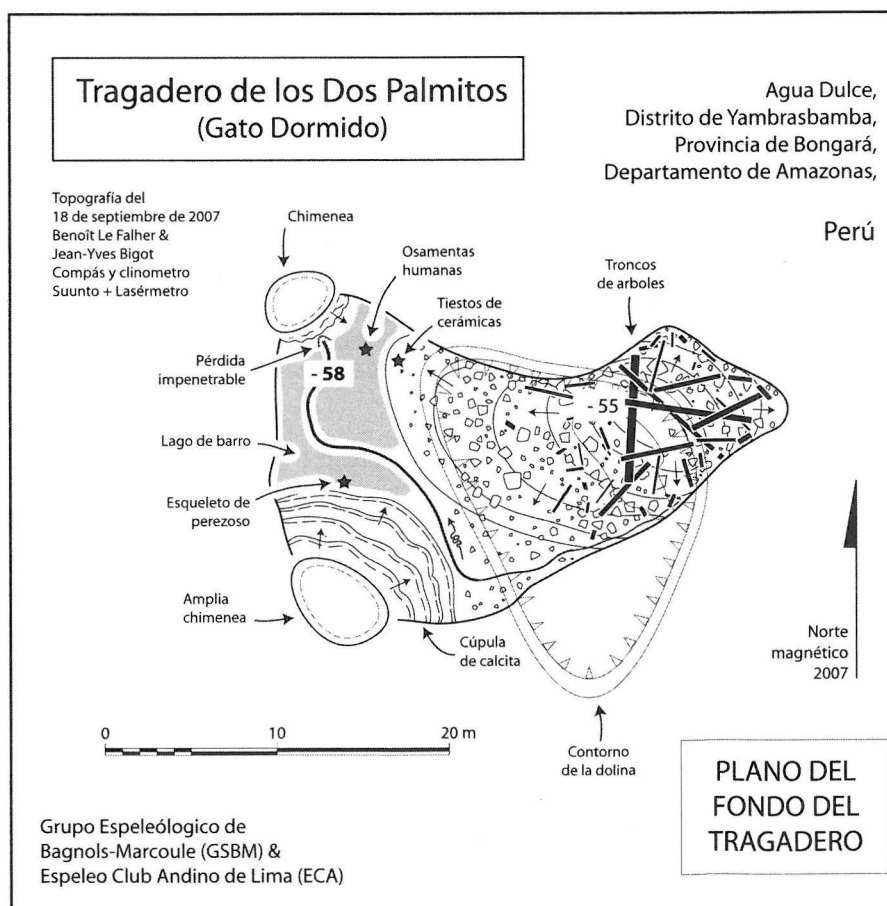 Tragadero de los Dos Palmitos
(Gato Dormido)
Agua Dulce,
Distrito de Yambrasbamba,
Provincia de Bongará,
Departamento de Amazonas,
Perú
Topografía del
18 de septiembre de 2007
Benoît Le Falher &
Jean-Yves Bigot
Compás y clinometro
Suunto + Lasérmetro
Chimenea
Osamentas
humanas
Tiestos de
cerámicas
Troncos
de arboles
Pérdida
impenetrable
- 58
- 55
Lago de barro
Esqueleto de
perezoso
Amplia
chimenea
Cúpula
de calcita
Norte
magnético
2007
0 10 20 m
Contorno
de la dolina
PLANO DEL
FONDO DEL
TRAGADERO
Grupo Espeleólogico de
Bagnols-Marcoule (GSBM) &
Espeleo Club Andino de Lima (ECA)